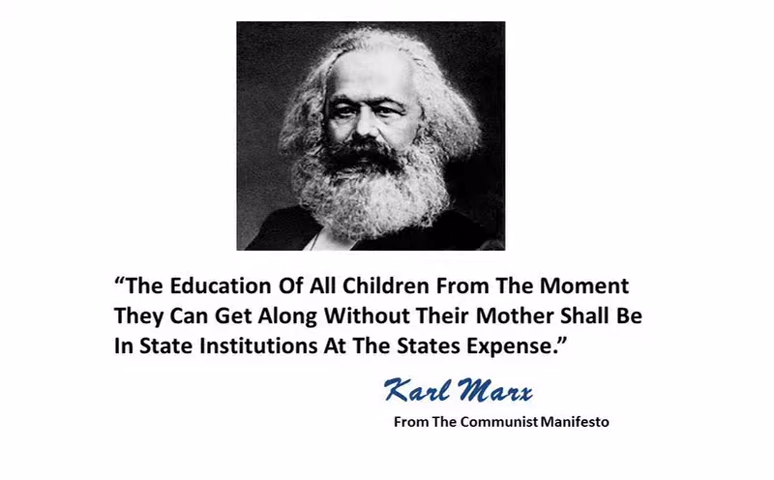 “The Education Of All Children From The Moment
They Can Get Along Without Their Mother Shall Be
In State Institutions At The States Expense.”
Karl Marx
From The Communist Manifesto